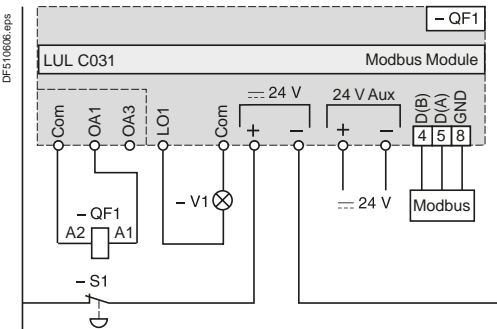 DF510606.eps
– QF1
LUL C031 Modbus Module
24 V 24 V Aux
Com OA1 OA3 LO1 Com + – + – D(B) D(A) GND
4 5 8
– QF1
A2 A1
– V1
24 V
Modbus
– S1